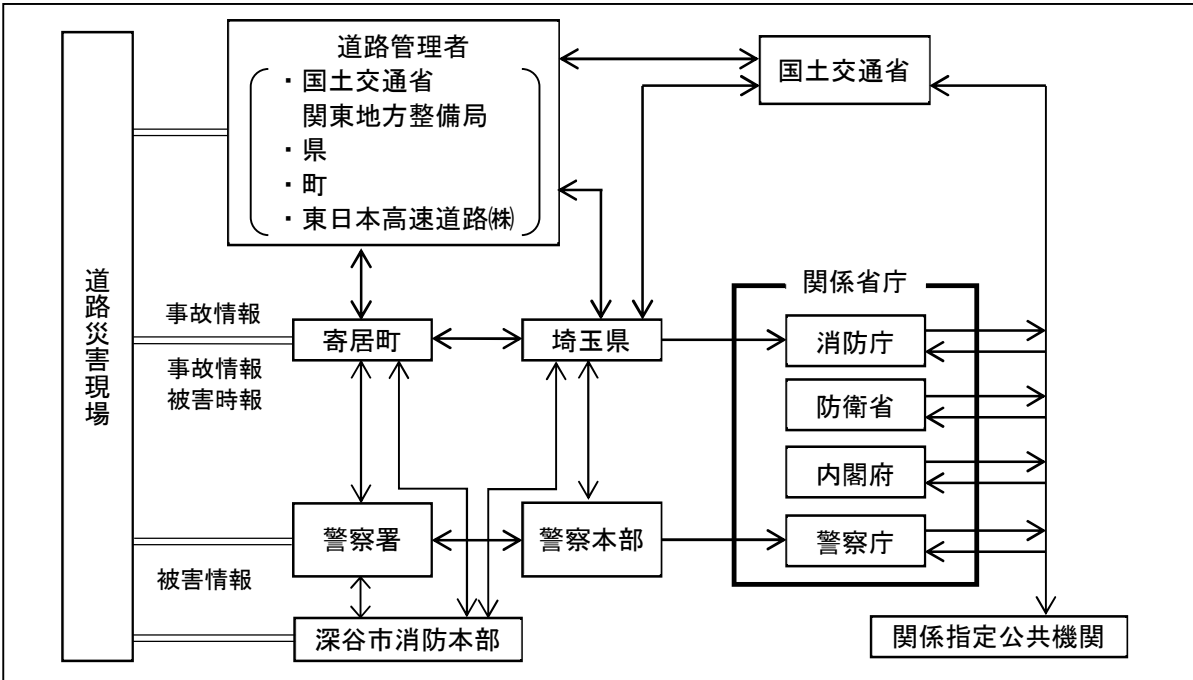 道路管理者
・国土交通省
関東地方整備局
・県
・町
・東日本高速道路㈱
国土交通省
道路災害現場
事故情報
事故情報
被害時報
被害情報
寄居町
埼玉県
関係省庁
消防庁
防衛省
内閣府
警察庁
警察署
警察本部
深谷市消防本部
関係指定公共機関